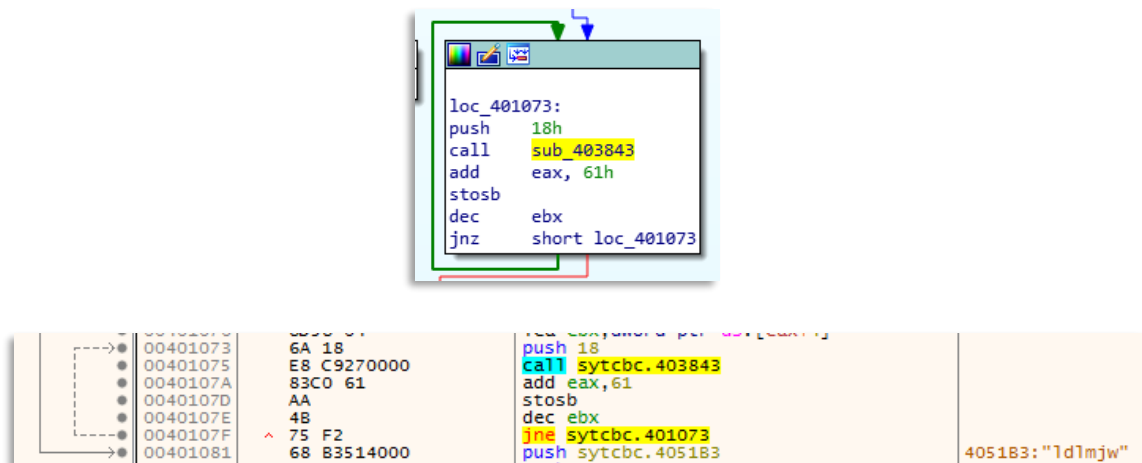 loc_401073:
push 18h
call sub_403843
add eax, 61h
stosb
dec ebx
jnz short loc_401073
00401073 6A 18 push 18
00401075 E8 C9270000 call sytcbc.403843
0040107A 83C0 61 add eax,61
0040107D AA stosb
0040107E 4B dec ebx
0040107F ^ 75 F2 jne sytcbc.401073
00401081 68 B3514000 push sytcbc.4051B3 4051B3:"ldlmjw"